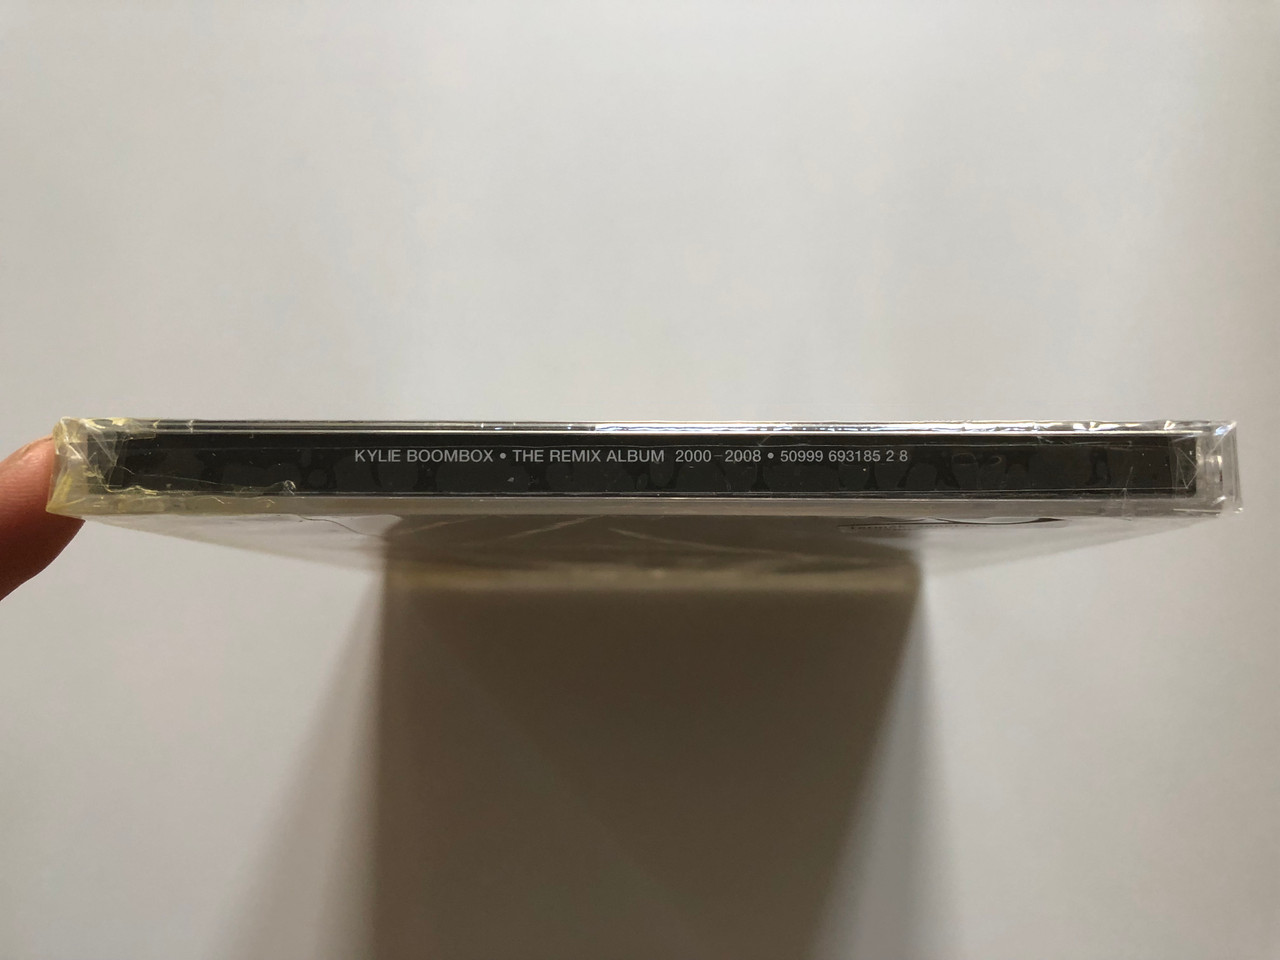 KYLIE BOOMBOX • THE REMIX ALBUM 2000-2008 • 50999 693185 2 8